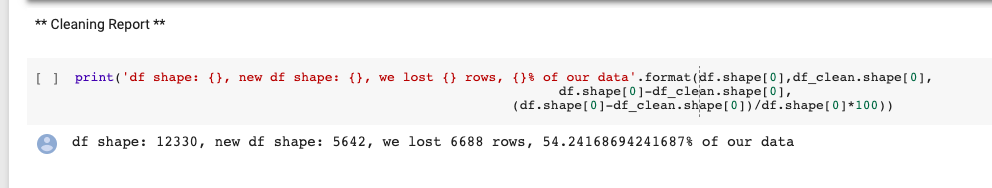 ** Cleaning Report **
[ ] print('df shape: {}, new df shape: {}, we lost {} rows, {}% of our data'.format(df.shape[0],df_clean.shape[0],
df.shape[0]-df_clean.shape[0],
(df.shape[0]-df_clean.shape[0])/df.shape[0]*100))
df shape: 12330, new df shape: 5642, we lost 6688 rows, 54.24168694241687% of our data